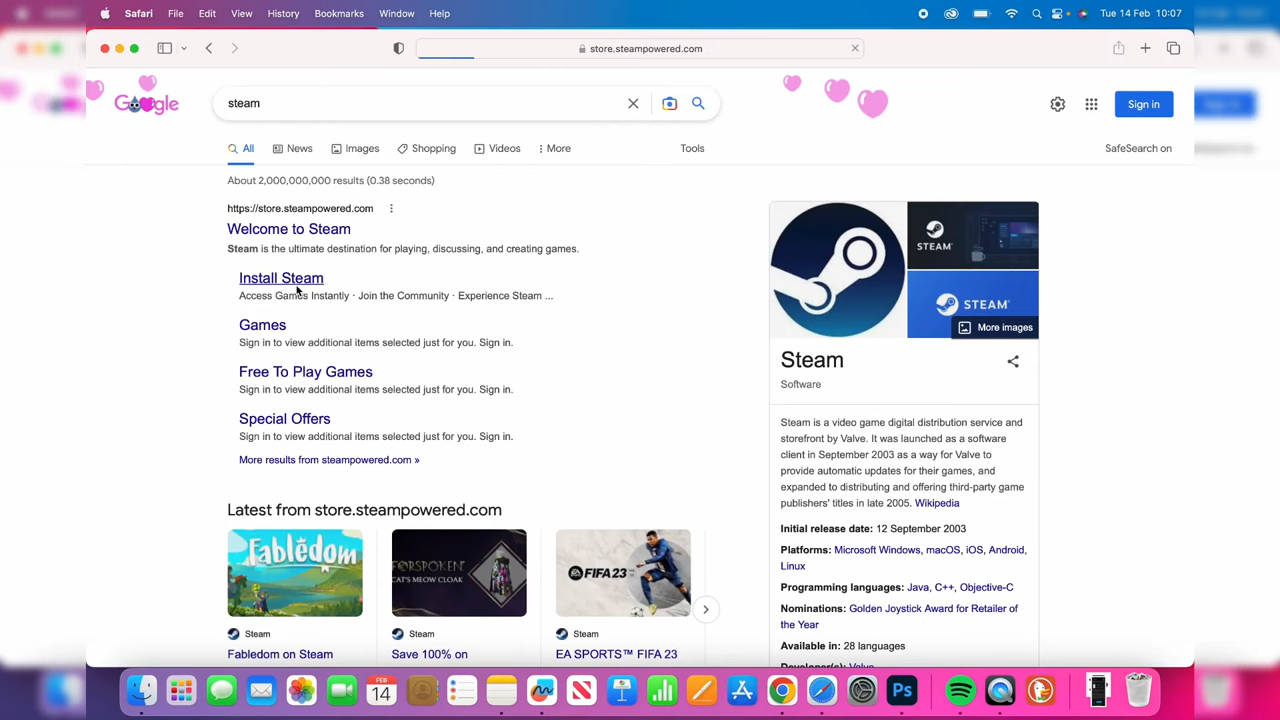 Safari File Edit View History Bookmarks Window Help Tue 14 Feb 10:07
store.steampowered.com
Google steam Sign in
All News Images Shopping Videos More Tools SafeSearch on
About 2,000,000,000 results (0.38 seconds)
https://store.steampowered.com
Welcome to Steam
Steam is the ultimate destination for playing, discussing, and creating games.
Install Steam
Access Games Instantly · Join the Community · Experience Steam ...
Games
Sign in to view additional items selected just for you. Sign in.
Free To Play Games
Sign in to view additional items selected just for you. Sign in.
Special Offers
Sign in to view additional items selected just for you. Sign in.
More results from steampowered.com »
Latest from store.steampowered.com
Fabledom
FORSPOKEN
CAT'S MEOW CLOAK
EA SPORTS FIFA 23
Steam Steam Steam
Fabledom on Steam Save 100% on EA SPORTS™ FIFA 23
STEAM
STEAM
More images
Steam
Software
Steam is a video game digital distribution service and
storefront by Valve. It was launched as a software
client in September 2003 as a way for Valve to
provide automatic updates for their games, and
expanded to distributing and offering third-party game
publishers' titles in late 2005. Wikipedia
Initial release date: 12 September 2003
Platforms: Microsoft Windows, macOS, iOS, Android,
Linux
Programming languages: Java, C++, Objective-C
Nominations: Golden Joystick Award for Retailer of
the Year
Available in: 28 languages
Developer(s): Valve
FEB
14
Ps